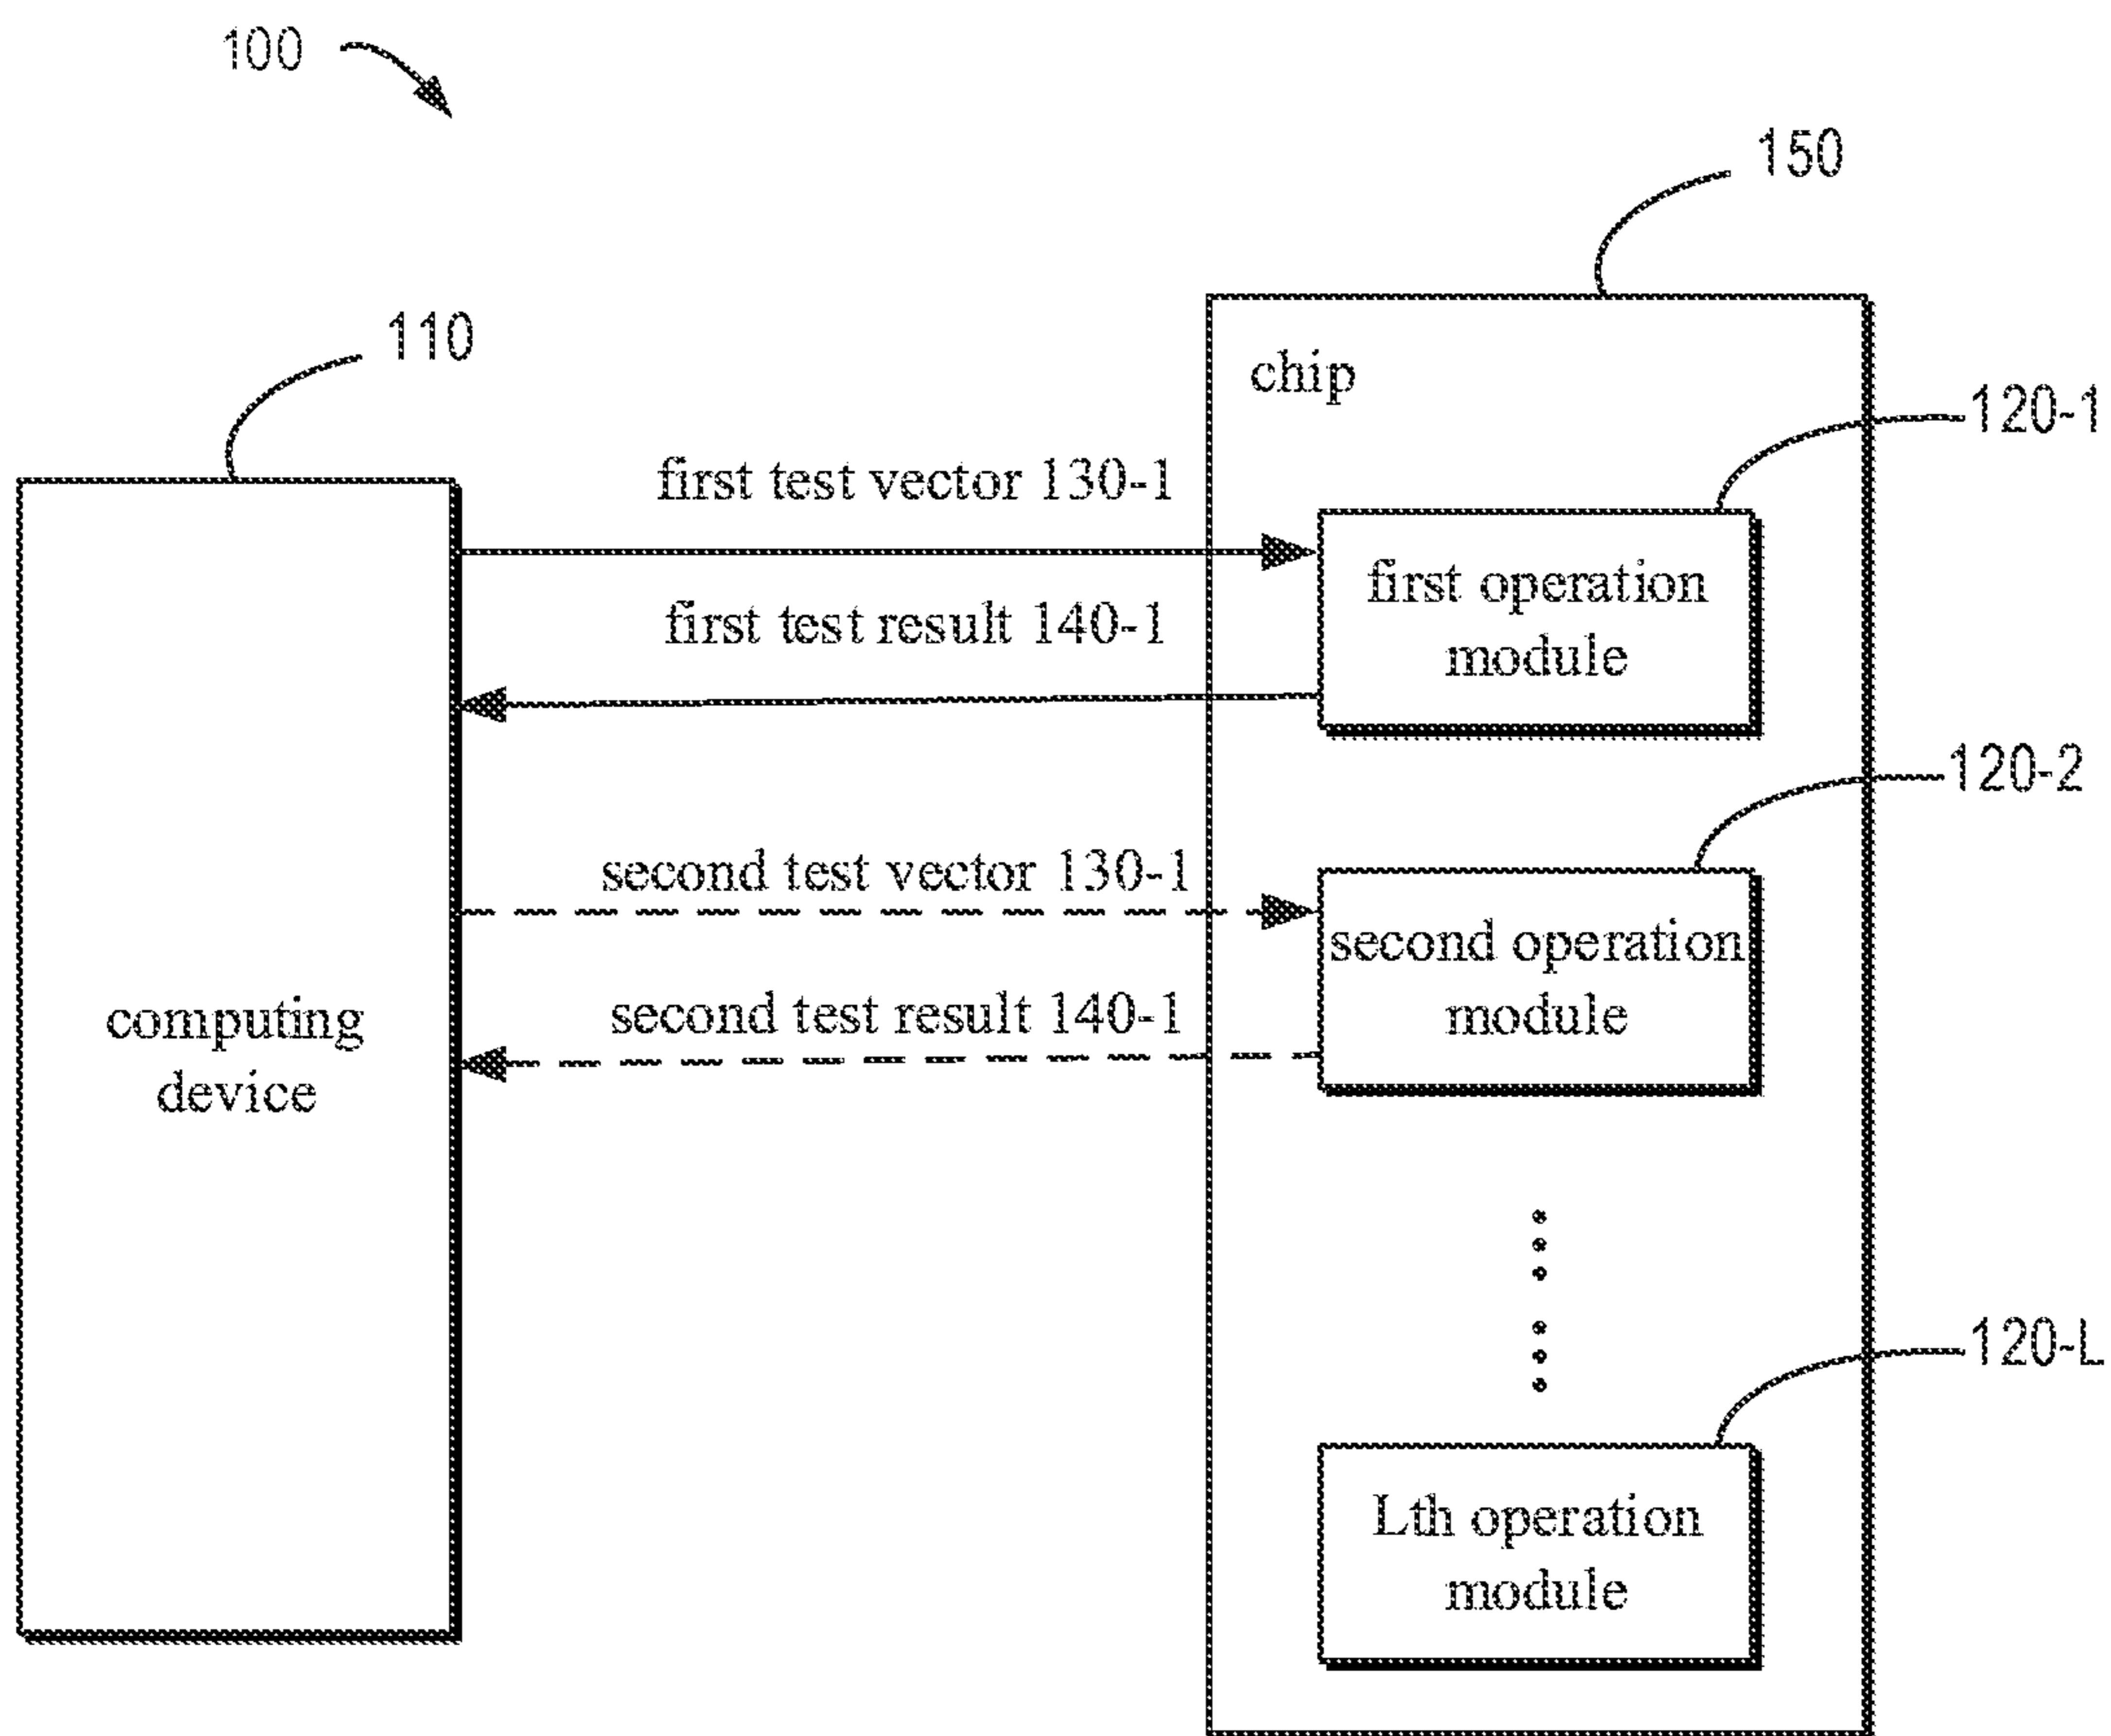 100
150
110
chip
120-1
first test vector 130-1
first operation
module
first test result 140-1
120-2
second test vector 130-1
second operation
module
second test result 140-1
computing
device
120-L
Lth operation
module